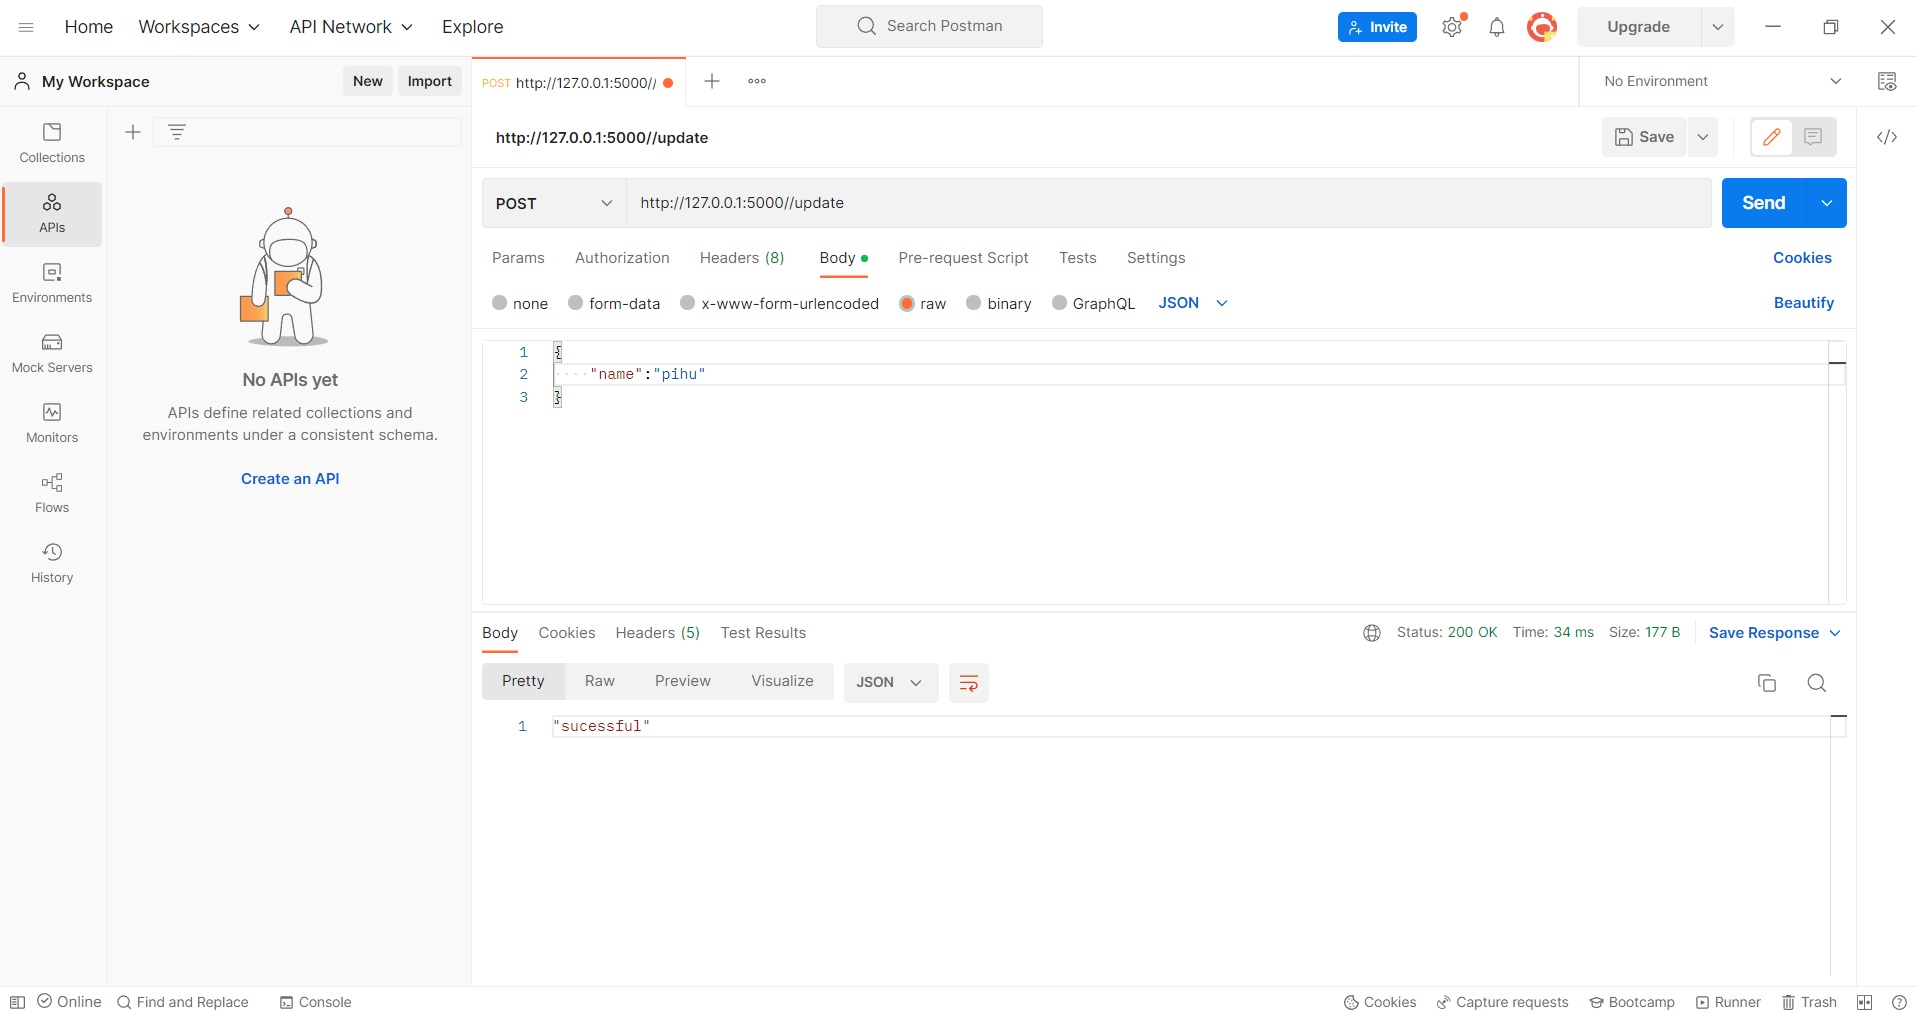 Home Workspaces API Network Explore Search Postman Invite Upgrade
My Workspace New Import POST http://127.0.0.1:5000// No Environment
http://127.0.0.1:5000//update Save
Collections
APIs
Environments
Mock Servers
Monitors
Flows
History
No APIs yet
APIs define related collections and
environments under a consistent schema.
Create an API
POST http://127.0.0.1:5000//update Send
Params Authorization Headers (8) Body Pre-request Script Tests Settings Cookies
none form-data x-www-form-urlencoded raw binary GraphQL JSON Beautify
1 {
2 "name":"pihu"
3 }
Body Cookies Headers (5) Test Results Status: 200 OK Time: 34 ms Size: 177 B Save Response
Pretty Raw Preview Visualize JSON
1 "sucessful"
Online Find and Replace Console Cookies Capture requests Bootcamp Runner Trash